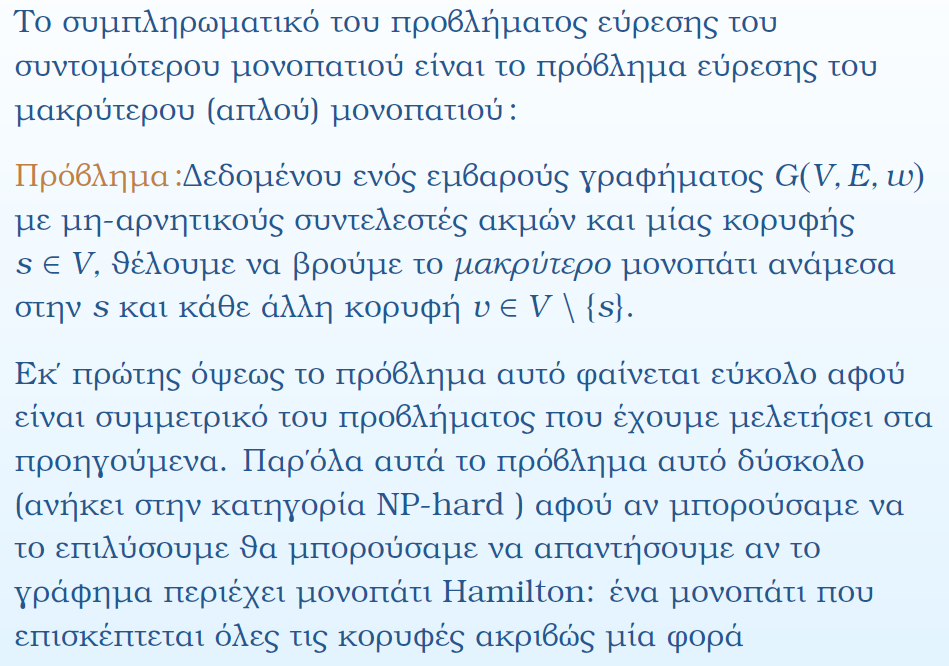 Το συμπληρωματικό του προβλήματος εύρεσης του
συντομότερου μονοπατιού είναι το πρόβλημα εύρεσης του
μακρύτερου (απλού) μονοπατιού:
Πρόβλημα:Δεδομένου ενός εμβαρούς γραφήματος G(V, E, w)
με μη-αρνητικούς συντελεστές ακμών και μίας κορυφής
s ∈ V, θέλουμε να βρούμε το μακρύτερο μονοπάτι ανάμεσα
στην s και κάθε άλλη κορυφή v ∈ V \ {s}.
Εκ΄ πρώτης όψεως το πρόβλημα αυτό φαίνεται εύκολο αφού
είναι συμμετρικό του προβλήματος που έχουμε μελετήσει στα
προηγούμενα. Παρ΄όλα αυτά το πρόβλημα αυτό δύσκολο
(ανήκει στην κατηγορία NP-hard ) αφού αν μπορούσαμε να
το επιλύσουμε θα μπορούσαμε να απαντήσουμε αν το
γράφημα περιέχει μονοπάτι Hamilton: ένα μονοπάτι που
επισκέπτεται όλες τις κορυφές ακριβώς μία φορά